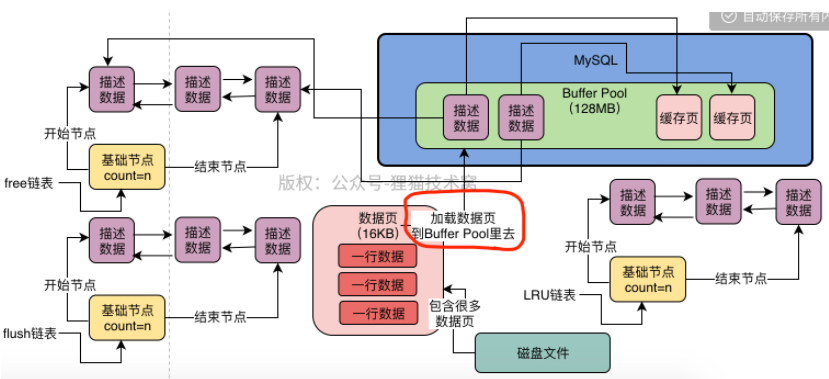 自动保存所有内
MySQL
Buffer Pool
（128MB）
描述
数据
描述
数据
缓存页
缓存页
描述
数据
描述
数据
描述
数据
开始节点
基础节点
count=n
结束节点
free链表
版权：公众号-狸猫技术窝
描述
数据
描述
数据
描述
数据
开始节点
基础节点
count=n
结束节点
flush链表
数据页
（16KB）
一行数据
一行数据
一行数据
加载数据页
到Buffer Pool里去
包含很多
数据页
磁盘文件
描述
数据
描述
数据
描述
数据
开始节点
基础节点
count=n
结束节点
LRU链表